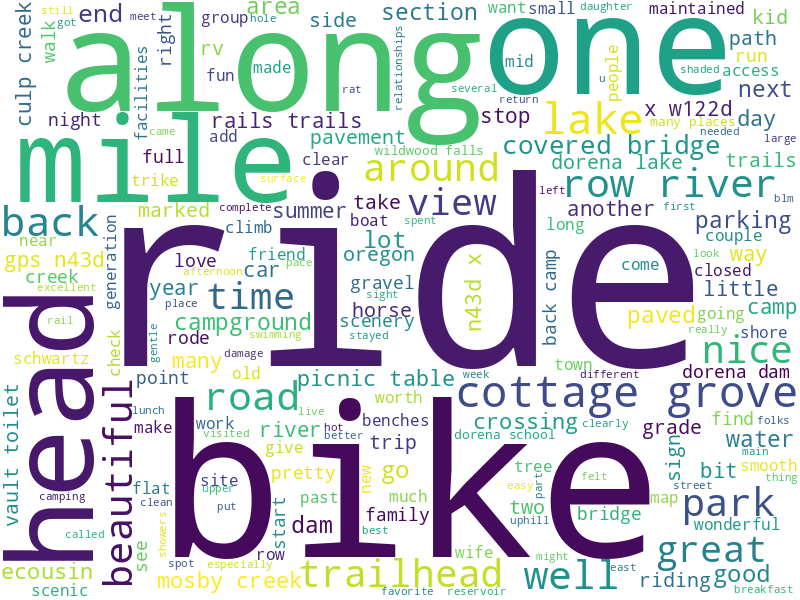 culp creek
walk
end
group
hole
meet
still
got
daughter
want
small
maintained
kid
area
side
section
right
rv
fun
made
along
one
mid
people
shaded
path
run
access
facilities
relationships
rat
several
u
return
next
night
rails trails
came
add
pavement
stop
lake
x w122d
many places
day
needed
large
mile
full
clear
wildwood falls
covered bridge
dorena lake
trails
trike
surface
around
row river
back
marked
complete
summer
take
view
left
blm
climb
boat
spent
another
first
parking
near
generation
friend
lot
long
couple
gps n43d
love
car
oregon
n43d x
come
look
way
creek
afternoon
pace
gravel
back camp
closed
excellent
year
place
sight
going
little
camp
head
ride
time
horse
paved
rail
rode
campground
scenery
really
shore
check
gentle
many
swimming
stayed
town
nice
schwartz
old
damage
week
different
dorena dam
beautiful
point
picnic table
cottage grove
road
lunch
live
worth
vault toilet
make
work
hot
better
benches
crossing
grade
find
folks
visited
river
dorena school
clearly
water
main
give
trip
sign
bit
smooth
flat
site
bike
pretty
new
go
tree
thing
camping
upper
map
street
park
clean
put
past
much
easy
part
felt
two
wonderful
called
start
dam
family
uphill
bridge
see
showers
spot
row
best
wife
might
great
ecousin
especially
east
mosby creek
trailhead
well
riding
good
scenic
favorite
reservoir
breakfast